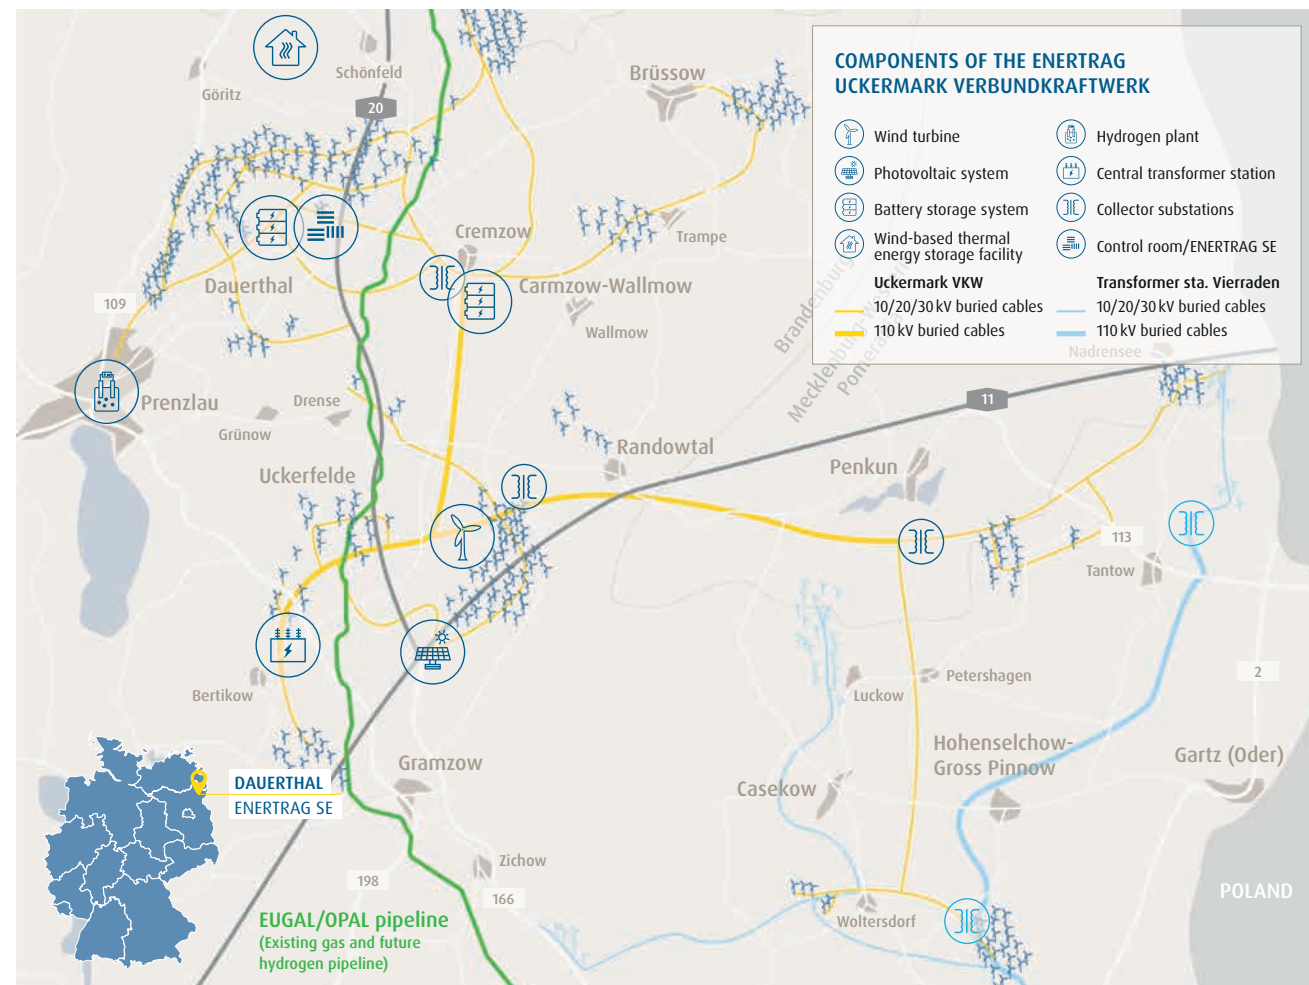 COMPONENTS OF THE ENERTRAG
UCKERMARK VERBUNDKRAFTWERK
Wind turbine
Photovoltaic system
Battery storage system
Wind-based thermal
energy storage facility
Hydrogen plant
Central transformer station
Collector substations
Control room/ENERTRAG SE
Uckermark VKW
10/20/30 kV buried cables
110 kV buried cables
Transformer sta. Vierraden
10/20/30 kV buried cables
110 kV buried cables
Schönfeld
Göritz
20
Brüssow
Cremzow
Trampe
Dauerthal
Carmzow-Wallmow
109
Wallmow
Brandenburg
Mecklenburg
Nadrensee
Prenzlau
Drense
Grünow
11
Randowtal
Uckerfelde
Penkun
113
Tantow
Bertikow
Luckow
Petershagen
2
Hohenselchow-
Gross Pinnow
Gartz (Oder)
Gramzow
Casekow
DAUERTHAL
ENERTRAG SE
Zichow
198
166
POLAND
Woltersdorf
EUGAL/OPAL pipeline
(Existing gas and future
hydrogen pipeline)